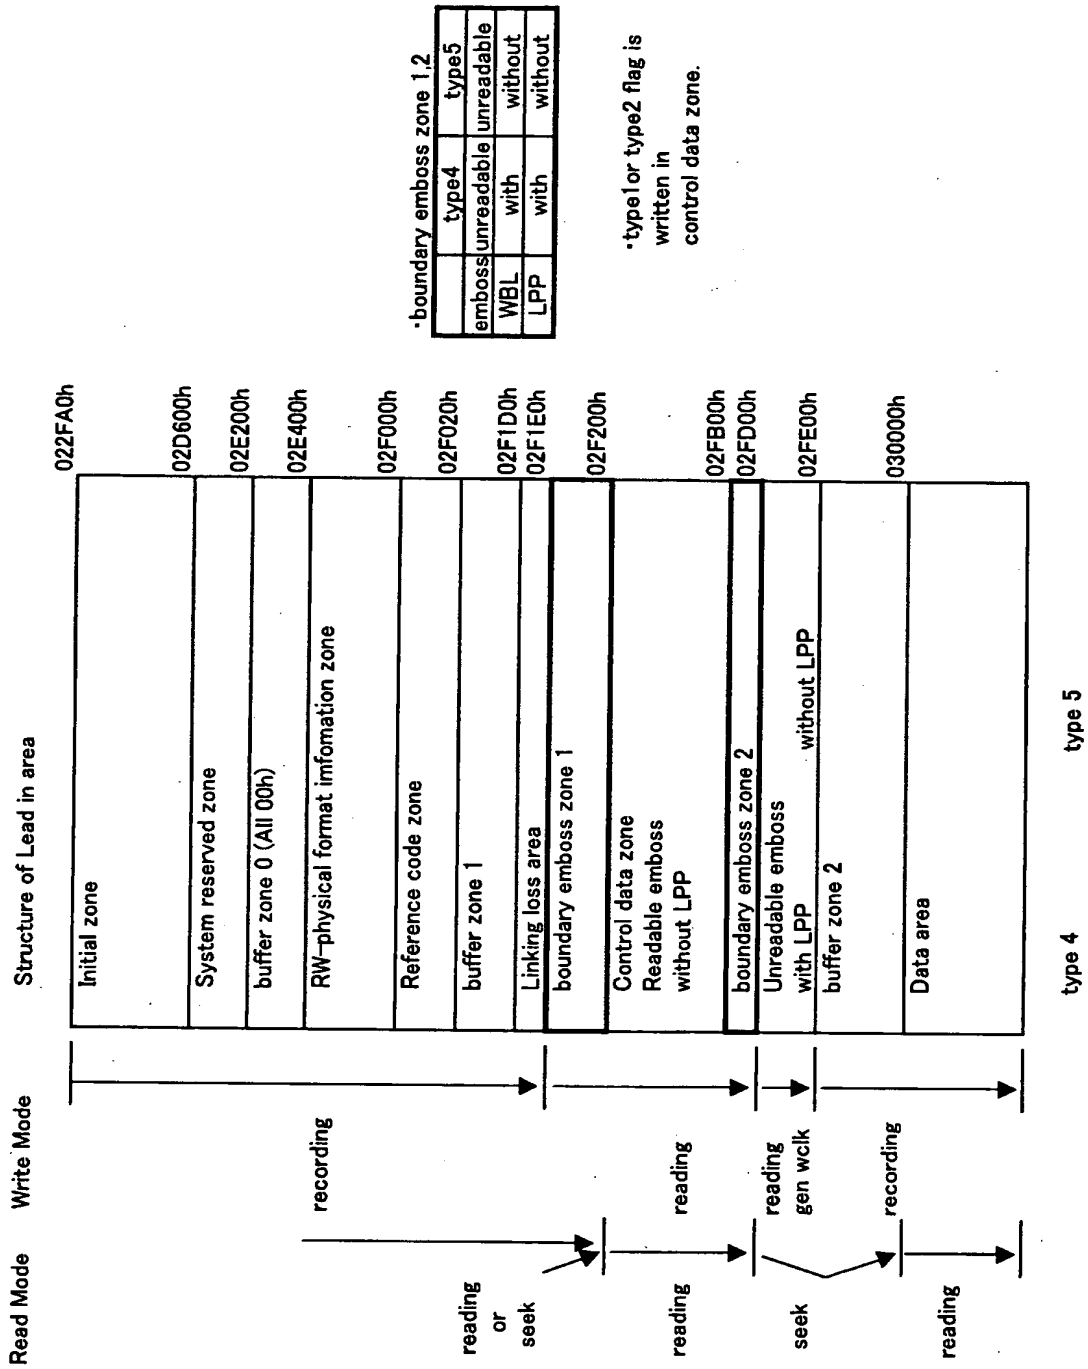 Structure of Lead in area
Read Mode
Write Mode
022FA0h
Initial zone
02D600h
System reserved zone
02E200h
buffer zone 0 (All 00h)
02E400h
RW-physical format imfomation zone
02F000h
Reference code zone
02F020h
buffer zone 1
02F1D0h
Linking loss area
02F1E0h
boundary emboss zone 1
02F200h
Control data zone
Readable emboss
without LPP
02FB00h
boundary emboss zone 2
02FD00h
Unreadable emboss
with LPP
without LPP
02FE00h
buffer zone 2
030000h
Data area
type 4
type 5
recording
reading
reading
gen wclk
recording
reading
or
seek
reading
seek
reading
·boundary emboss zone 1,2
type4 type5
emboss unreadable unreadable
WBL with without
LPP with without
·type1or type2 flag is
written in
control data zone.